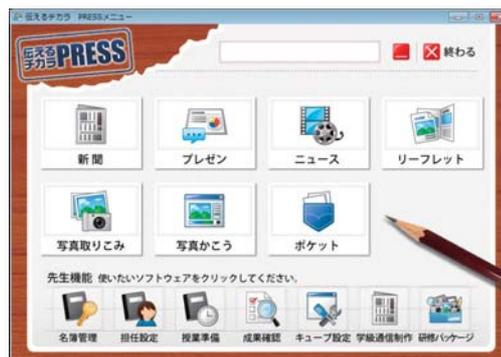 伝えるチカラ PRESSメニュー
伝える
チカラ PRESS
終わる
新聞
プレゼン
ニュース
リーフレット
写真取りこみ
写真かこう
ポケット
先生機能 使いたいソフトウェアをクリックしてください。
名簿管理
担任設定
授業準備
成果確認
キューブ設定
学級通信制作
研修パッケージ